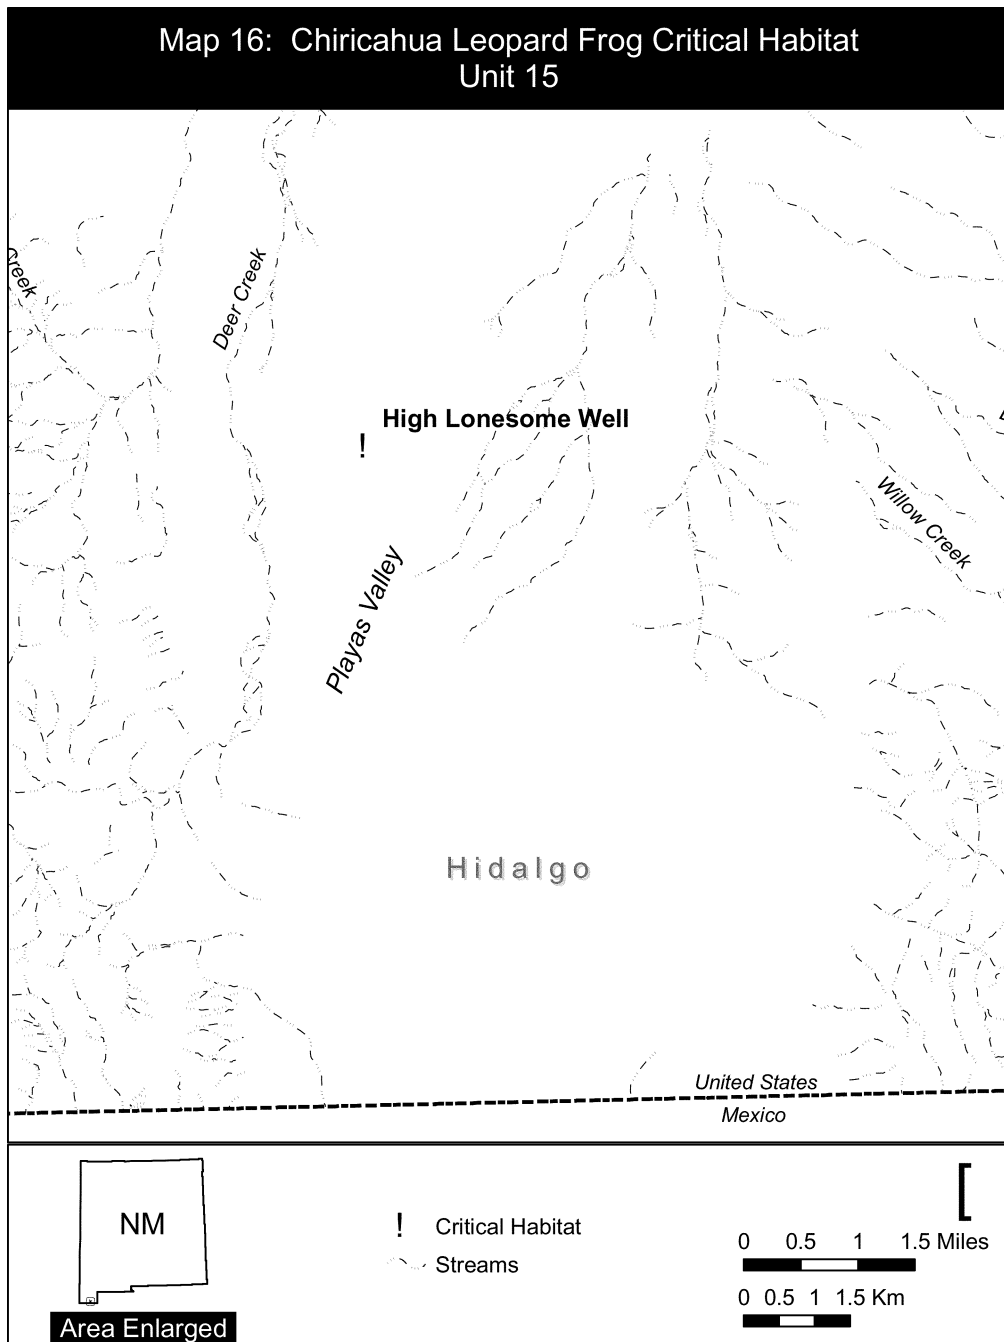 Map 16: Chiricahua Leopard Frog Critical Habitat
Unit 15
Creek
Deer Creek
High Lonesome Well
!
Willow Creek
Playas Valley
Hidalgo
United States
Mexico
NM
Area Enlarged
! Critical Habitat
Streams
[
0 0.5 1 1.5 Miles
0 0.5 1 1.5 Km